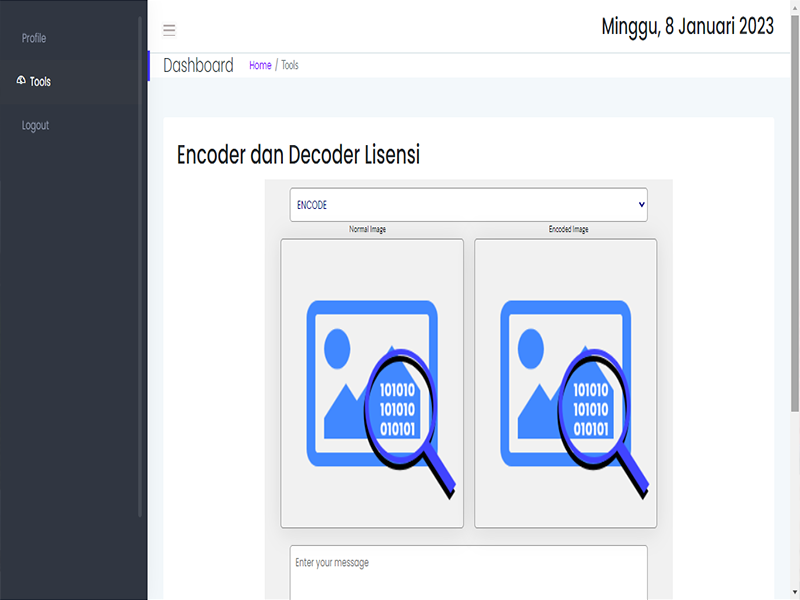 Profile
Tools
Logout
Minggu, 8 Januari 2023
Dashboard Home / Tools
Encoder dan Decoder Lisensi
ENCODE
Normal Image
Encoded Image
101010
101010
010101
101010
101010
010101
Enter your message